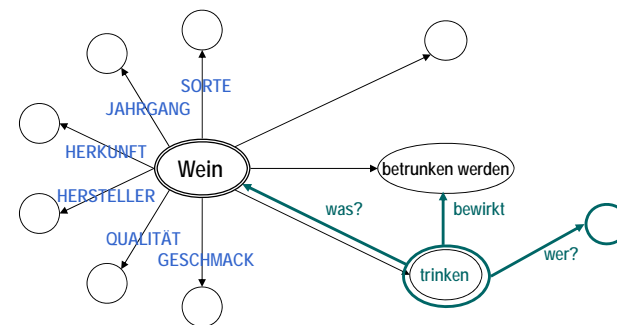 SORTE
JAHRGANG
HERKUNFT
Wein
betrunken werden
HERSTELLER
was?
bewirkt
QUALITÄT
GESCHMACK
wer?
trinken